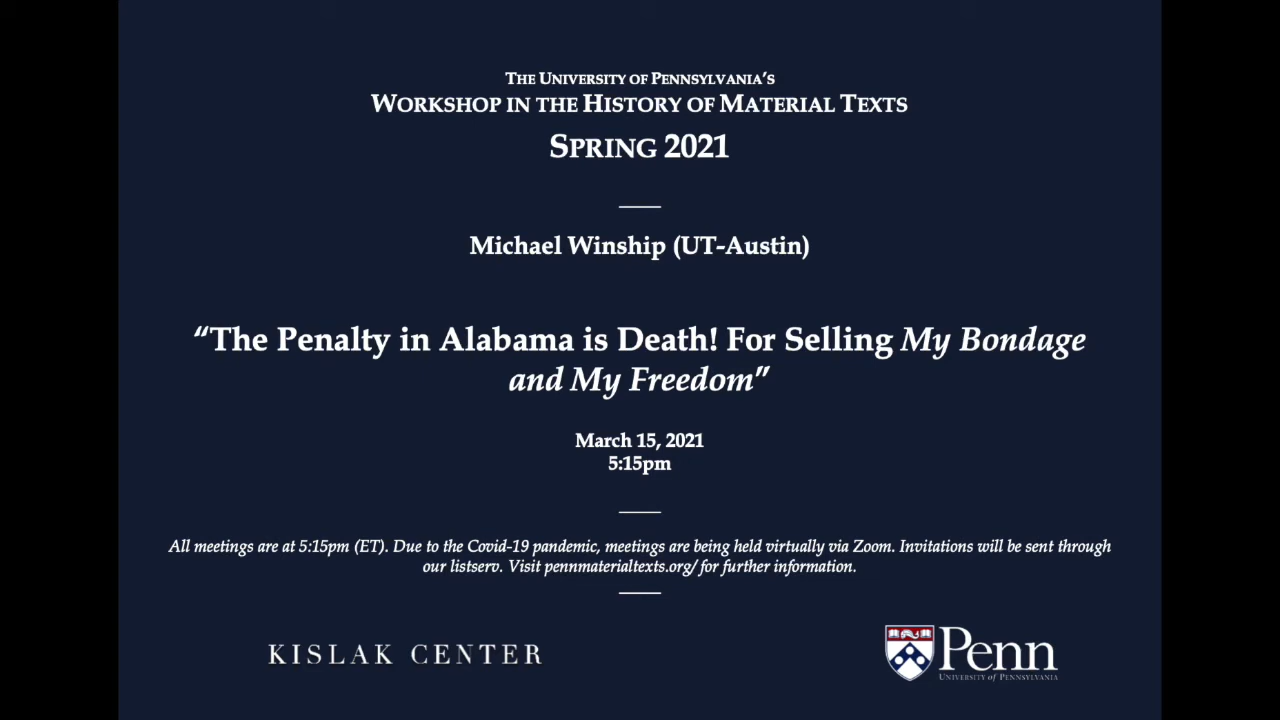 THE UNIVERSITY OF PENNSYLVANIA'S
WORKSHOP IN THE HISTORY OF MATERIAL TEXTS
SPRING 2021
Michael Winship (UT-Austin)
“The Penalty in Alabama is Death! For Selling My Bondage
and My Freedom”
March 15, 2021
5:15pm
All meetings are at 5:15pm (ET). Due to the Covid-19 pandemic, meetings are being held virtually via Zoom. Invitations will be sent through
our listserv. Visit pennmaterialtexts.org/ for further information.
KISLAK CENTER
Penn
UNIVERSITY of PENNSYLVANIA